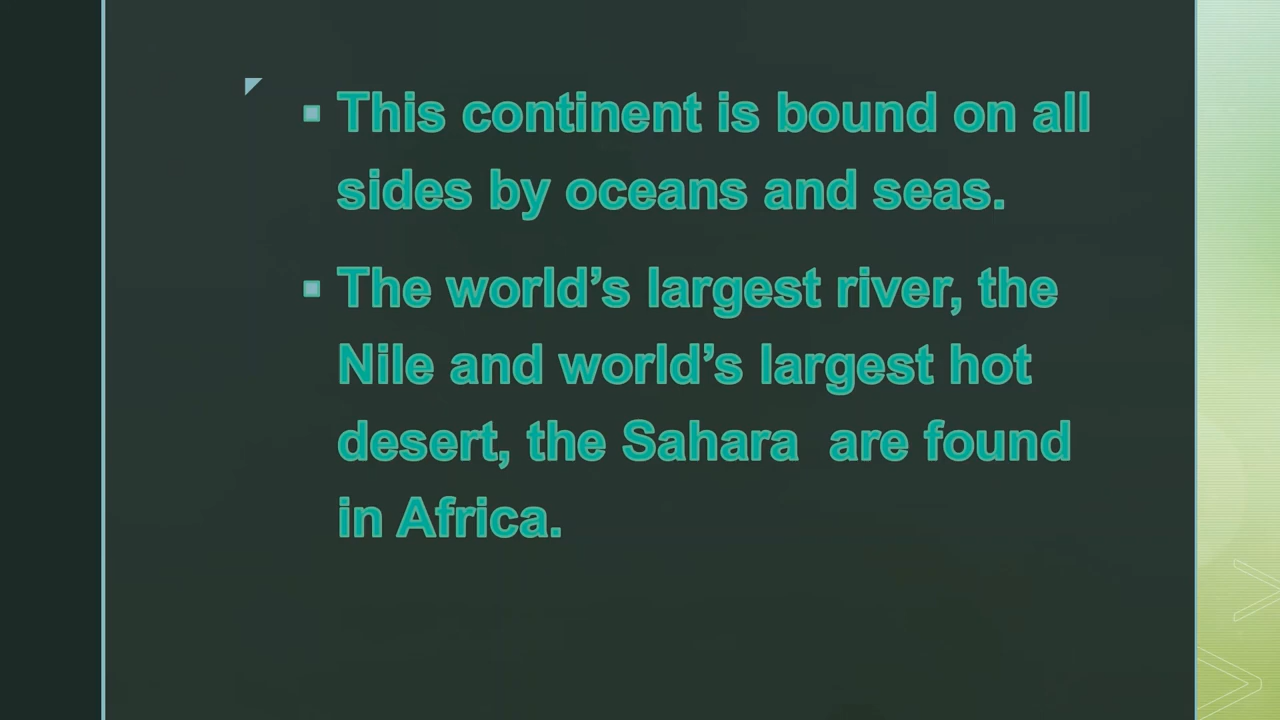 This continent is bound on all
sides by oceans and seas.
The world’s largest river, the
Nile and world’s largest hot
desert, the Sahara  are found
in Africa.